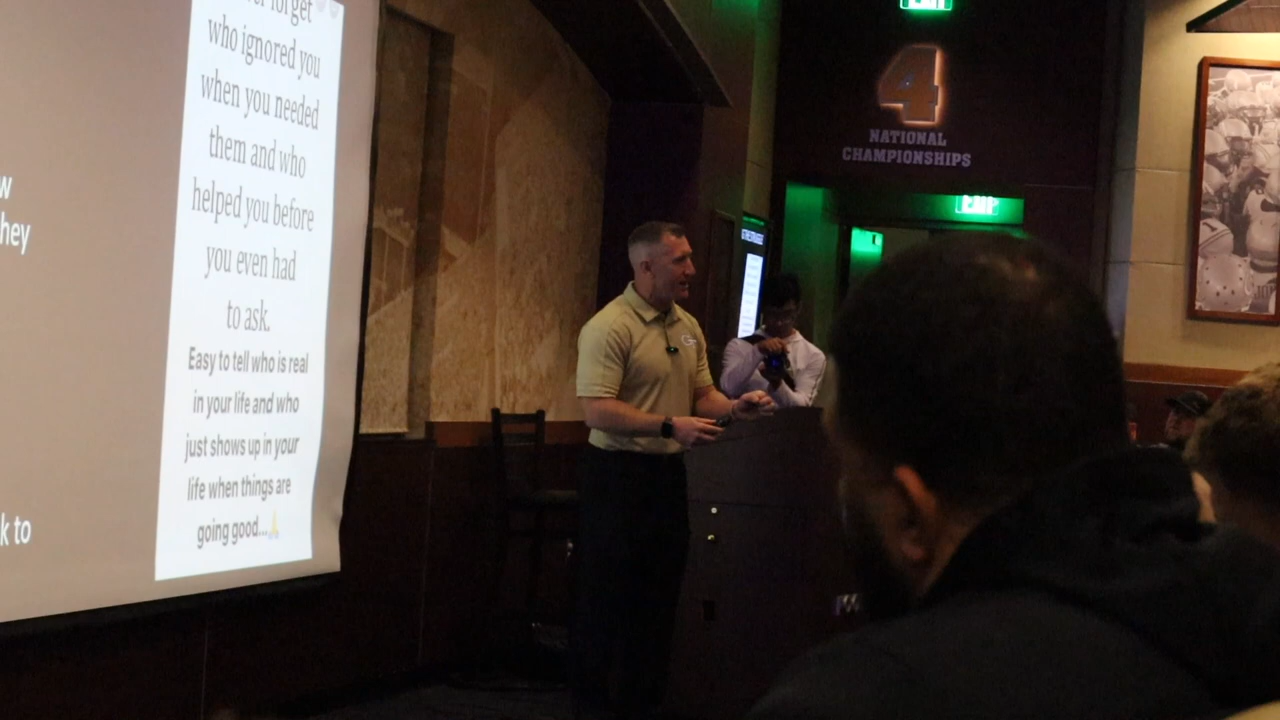 forget
who ignored you
when you needed
them and who
helped you before
you even had
to ask.
Easy to tell who is real
in your life and who
just shows up in your
life when things are
going good...🙏
w
hey
k to
EXIT
4
NATIONAL
CHAMPIONSHIPS
EXIT